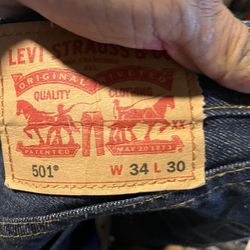 LEVI STRAUSS & CO
ORIGINAL RIVETED
QUALITY CLOTHING
XX
PATENTED MAY 20 1873
501® W 34 L 30